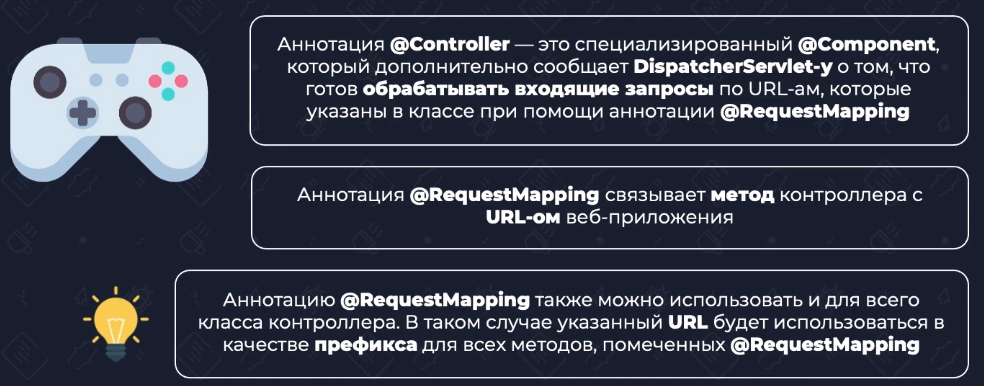 Аннотация @Controller — это специализированный @Component,
который дополнительно сообщает DispatcherServlet-у о том, что
готов обрабатывать входящие запросы по URL-ам, которые
указаны в классе при помощи аннотации @RequestMapping
Аннотация @RequestMapping связывает метод контроллера с
URL-ом веб-приложения
Аннотацию @RequestMapping также можно использовать и для всего
класса контроллера. В таком случае указанный URL будет использоваться в
качестве префикса для всех методов, помеченных @RequestMapping